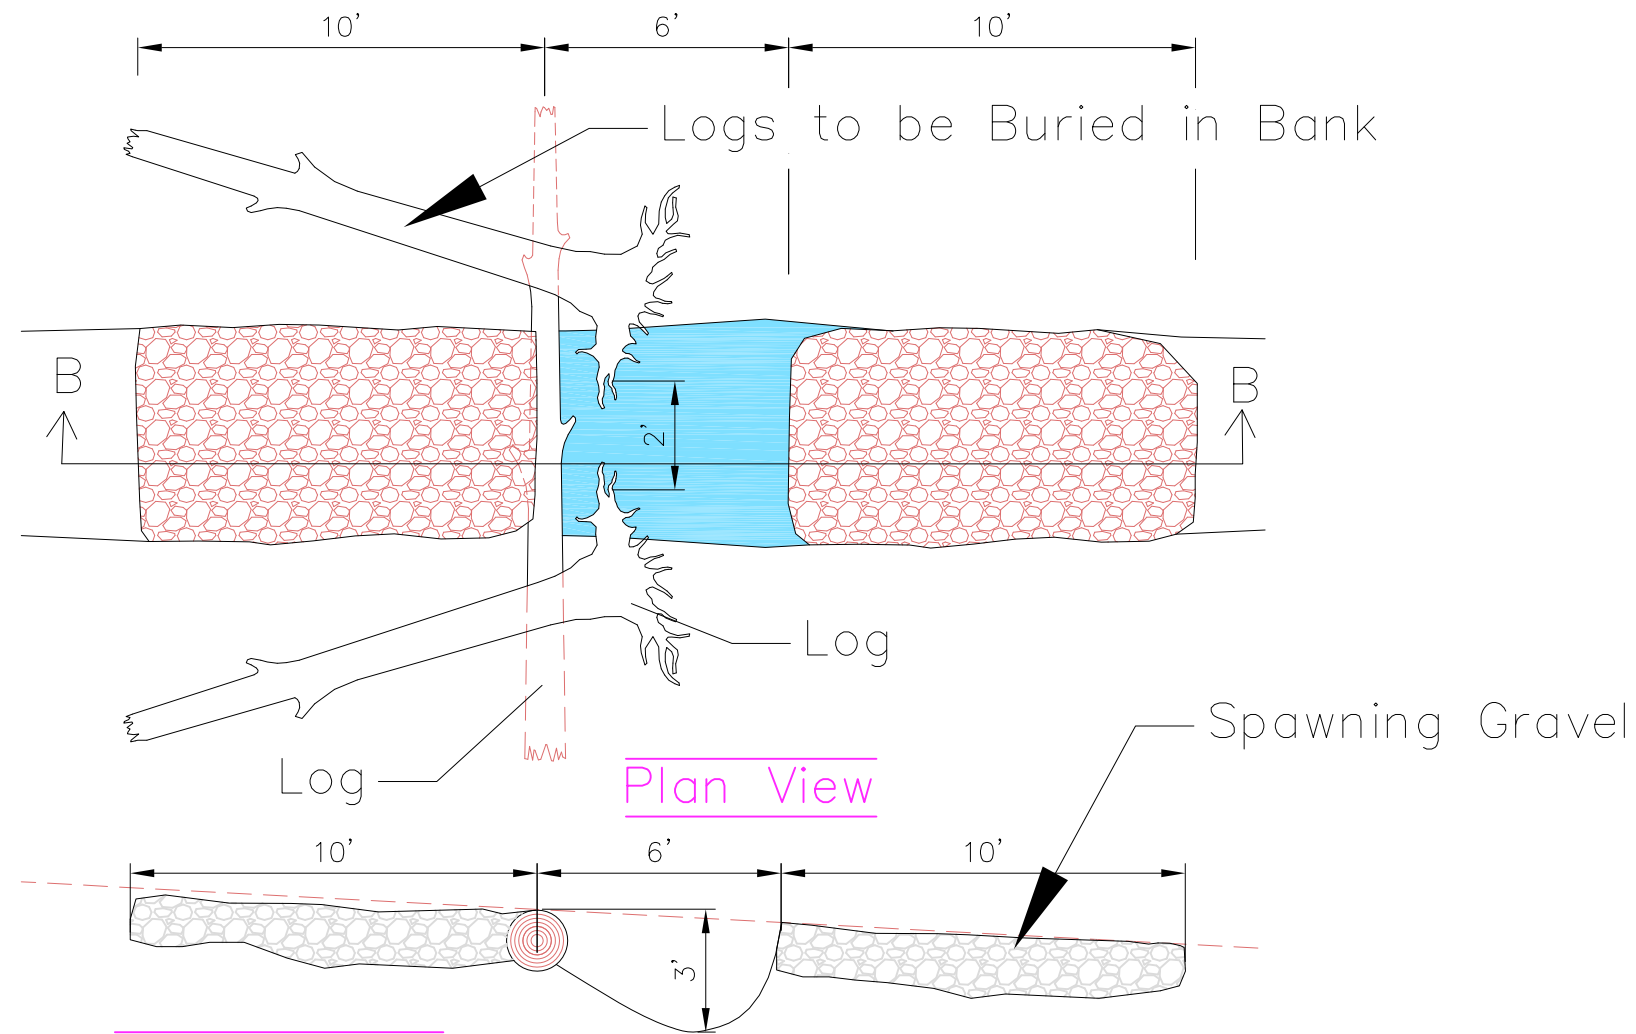 10' 6' 10'
Logs to be Buried in Bank
B B
2'
Log
Spawning Gravel
Log
Plan View
10' 6' 10'
3'